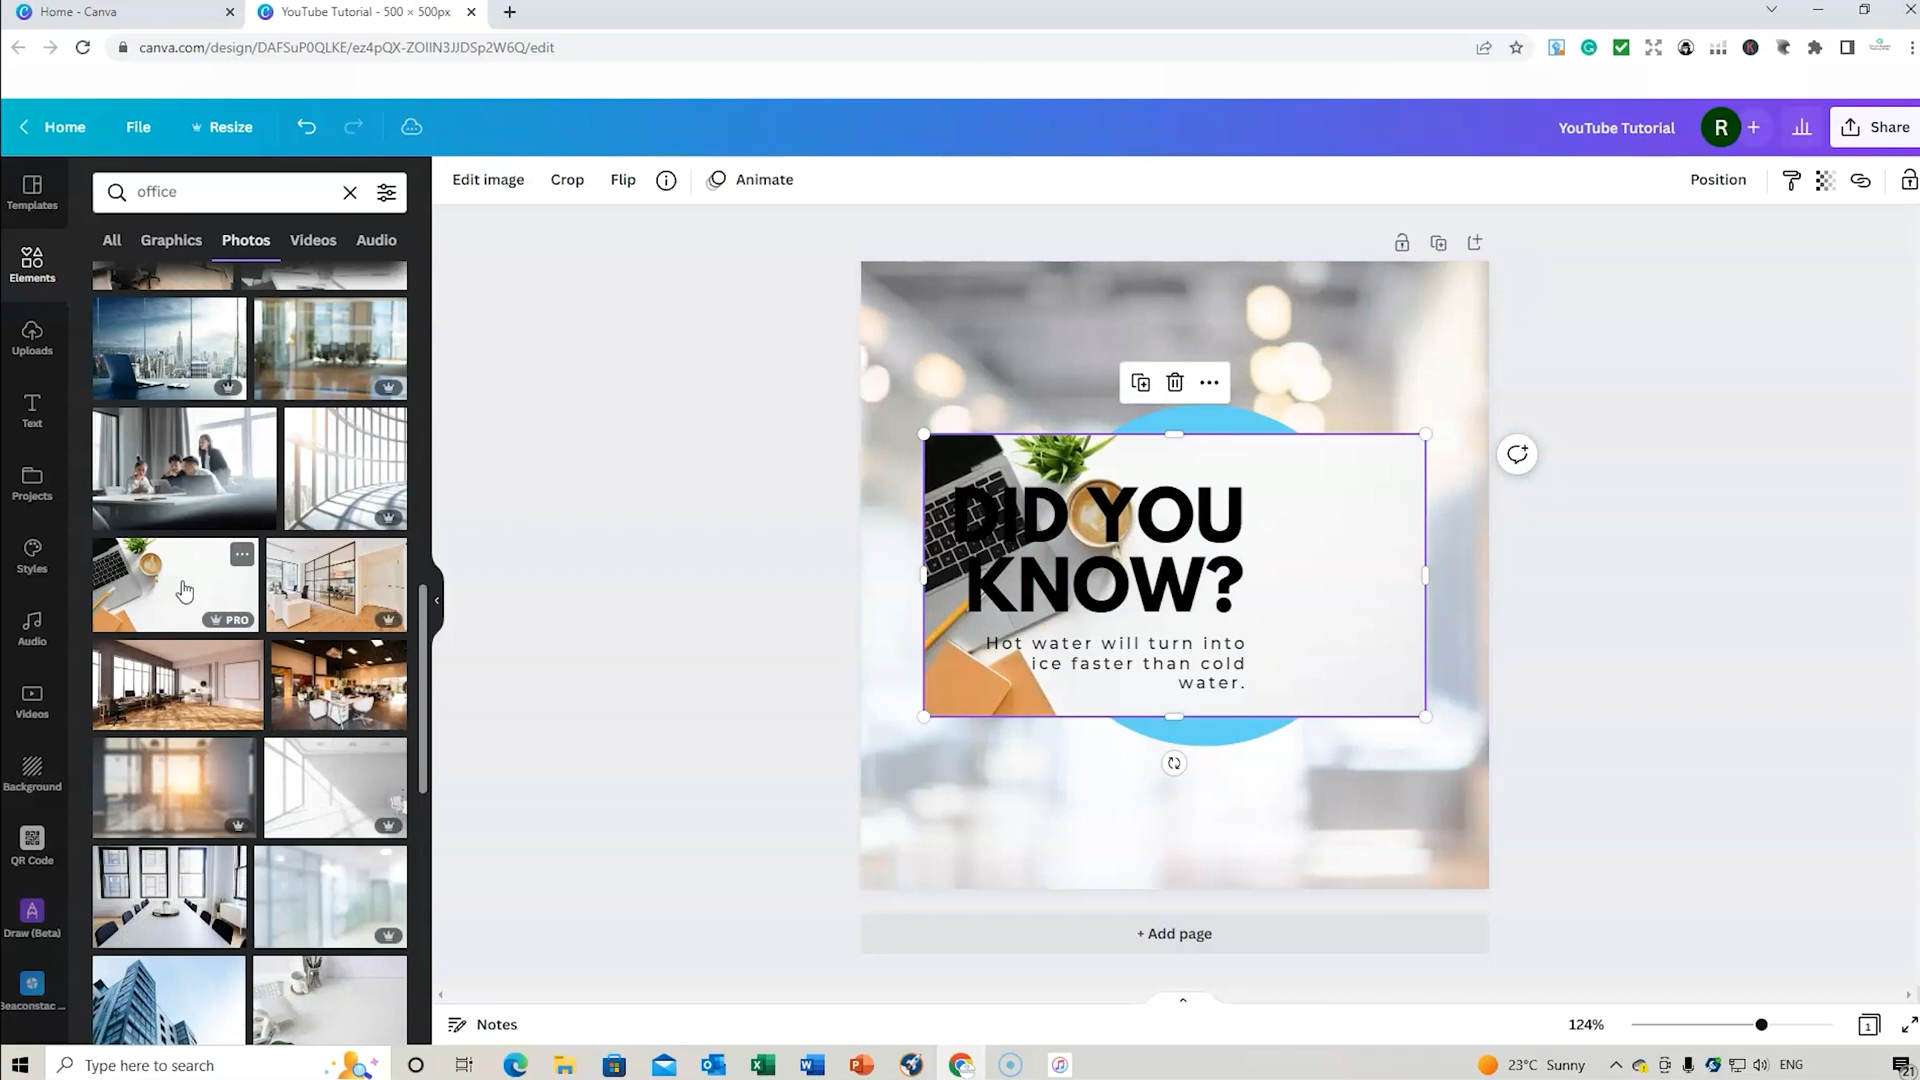 Home - Canva
YouTube Tutorial - 500 × 500px
canva.com/design/DAFSuP0QLKE/ez4pQX-ZOIIN3JJDSp2W6Q/edit
Home
File
Resize
YouTube Tutorial
R
Share
Templates
Elements
Uploads
Text
Projects
Styles
Audio
Videos
Background
QR Code
Draw (Beta)
Beaconstac ...
office
All
Graphics
Photos
Videos
Audio
PRO
Edit image
Crop
Flip
Animate
Position
DID YOU
KNOW?
Hot water will turn into
ice faster than cold
water.
+ Add page
Notes
124%
1
Type here to search
23°C Sunny
ENG
21